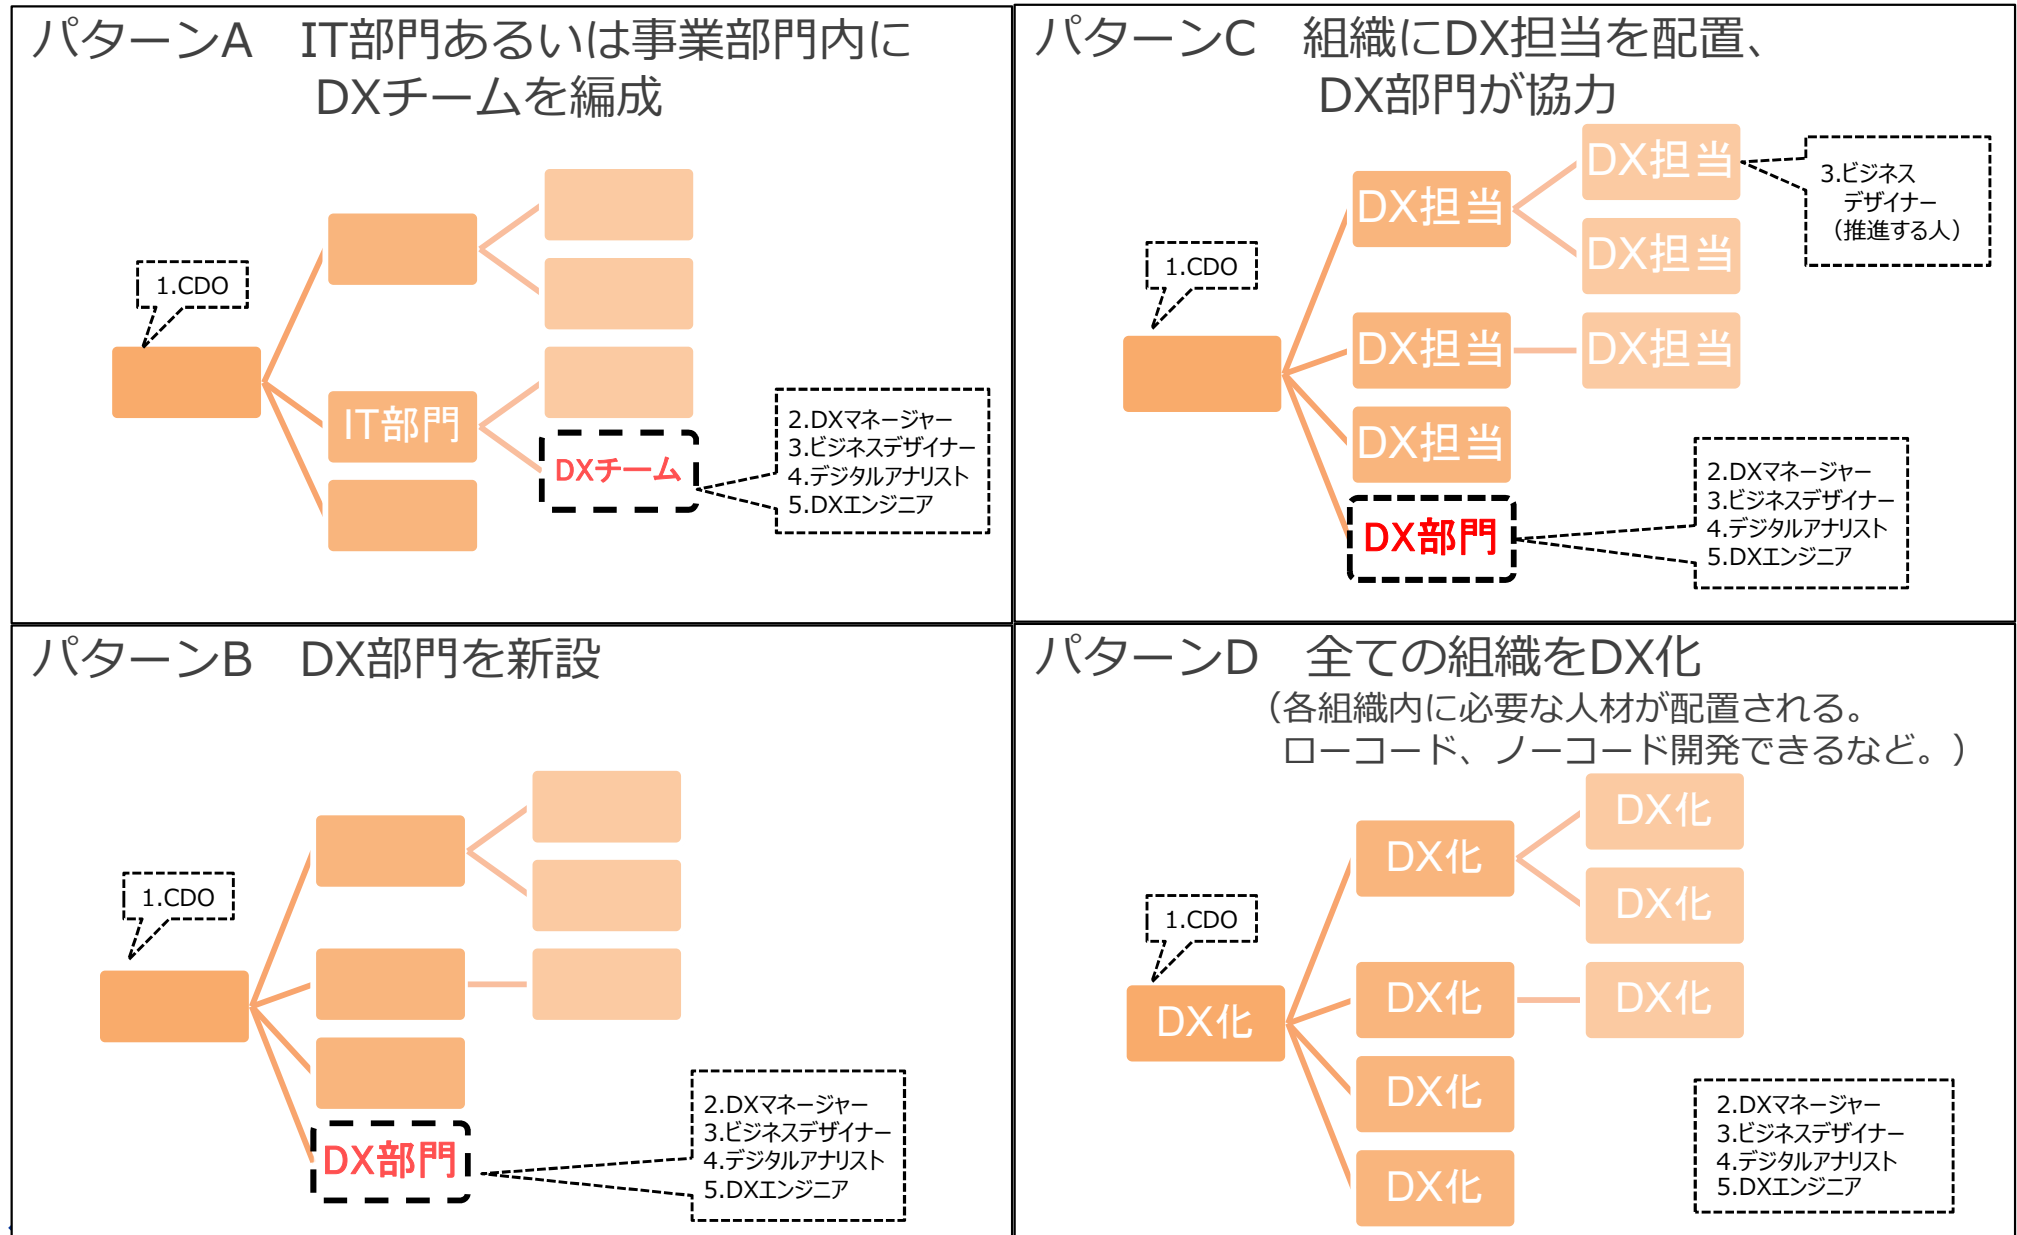 パターンA　IT部門あるいは事業部門内に
DXチームを編成
1.CDO
IT部門
DXチーム
2.DXマネージャー
3.ビジネスデザイナー
4.デジタルアナリスト
5.DXエンジニア
パターンC　組織にDX担当を配置、
DX部門が協力
1.CDO
DX担当
DX担当
DX担当
DX担当
DX担当
DX担当
DX部門
3.ビジネス
デザイナー
（推進する人）
2.DXマネージャー
3.ビジネスデザイナー
4.デジタルアナリスト
5.DXエンジニア
パターンB　DX部門を新設
1.CDO
DX部門
2.DXマネージャー
3.ビジネスデザイナー
4.デジタルアナリスト
5.DXエンジニア
パターンD　全ての組織をDX化
（各組織内に必要な人材が配置される。
ローコード、ノーコード開発できるなど。）
1.CDO
DX化
DX化
DX化
DX化
DX化
DX化
DX化
DX化
2.DXマネージャー
3.ビジネスデザイナー
4.デジタルアナリスト
5.DXエンジニア